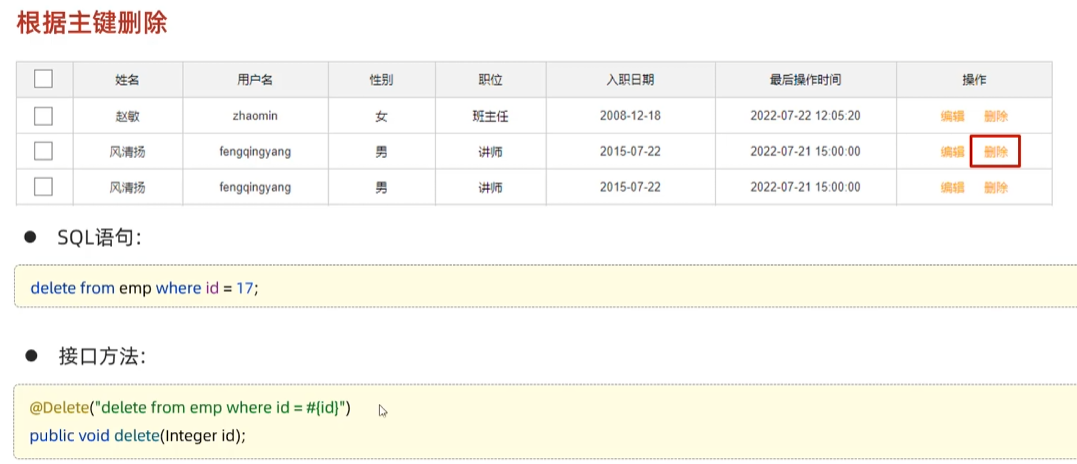 根据主键删除
姓名 用户名 性别 职位 入职日期 最后操作时间 操作
赵敏 zhaomin 女 班主任 2008-12-18 2022-07-22 12:05:20 编辑 删除
风清扬 fengqingyang 男 讲师 2015-07-22 2022-07-21 15:00:00 编辑 删除
风清扬 fengqingyang 男 讲师 2015-07-22 2022-07-21 15:00:00 编辑 删除
● SQL语句：
delete from emp where id = 17;
● 接口方法：
@Delete("delete from emp where id = #{id}")
public void delete(Integer id);